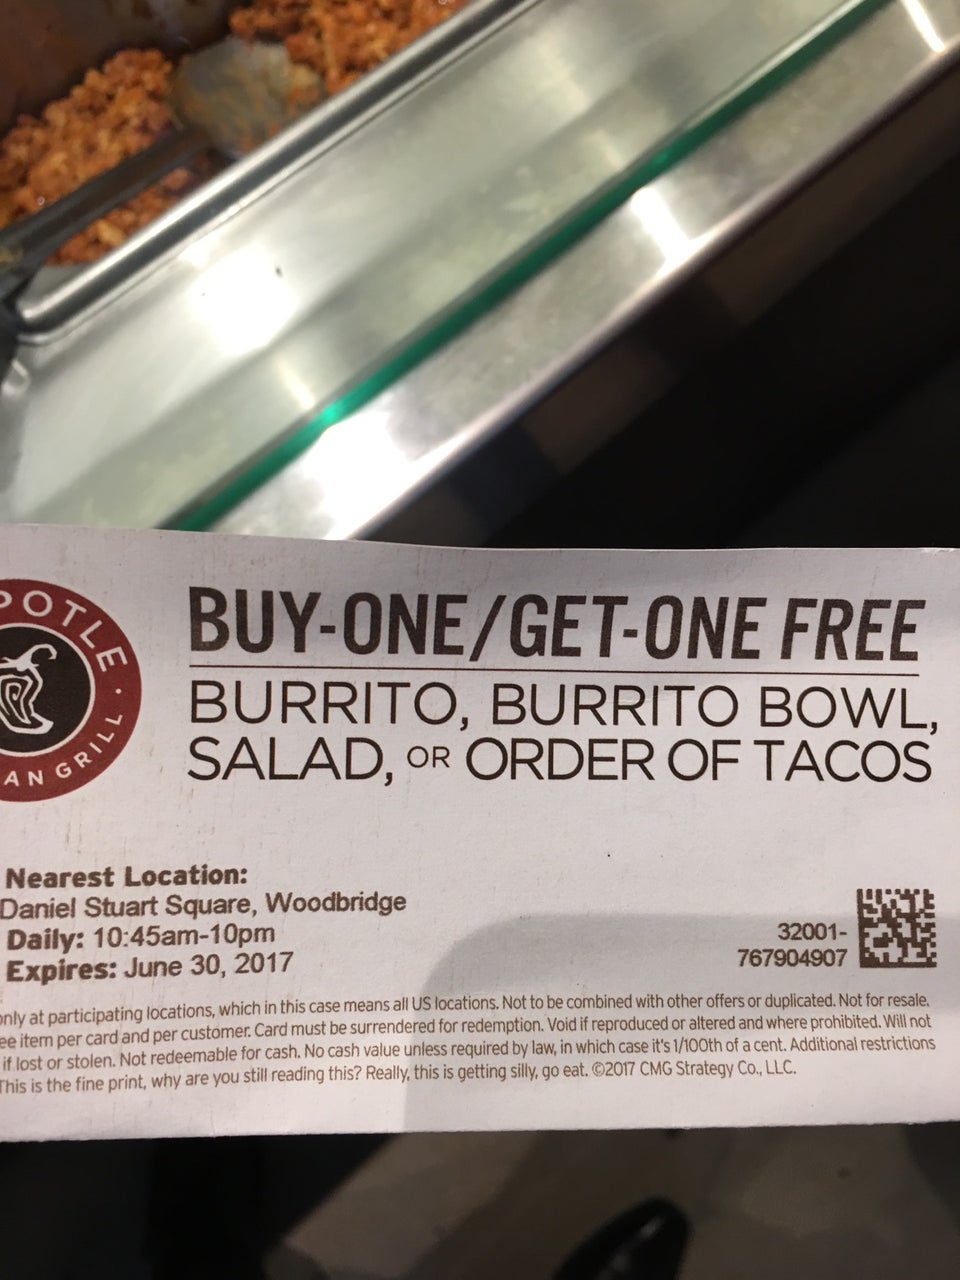 POTLE
AN GRILL
BUY-ONE/GET-ONE FREE
BURRITO, BURRITO BOWL,
SALAD, OR ORDER OF TACOS
Nearest Location:
Daniel Stuart Square, Woodbridge
Daily: 10:45am-10pm
Expires: June 30, 2017
32001-
767904907
only at participating locations, which in this case means all US locations. Not to be combined with other offers or duplicated. Not for resale.
ee item per card and per customer. Card must be surrendered for redemption. Void if reproduced or altered and where prohibited. Will not
if lost or stolen. Not redeemable for cash. No cash value unless required by law, in which case it's 1/100th of a cent. Additional restrictions
This is the fine print, why are you still reading this? Really, this is getting silly, go eat. ©2017 CMG Strategy Co., LLC.